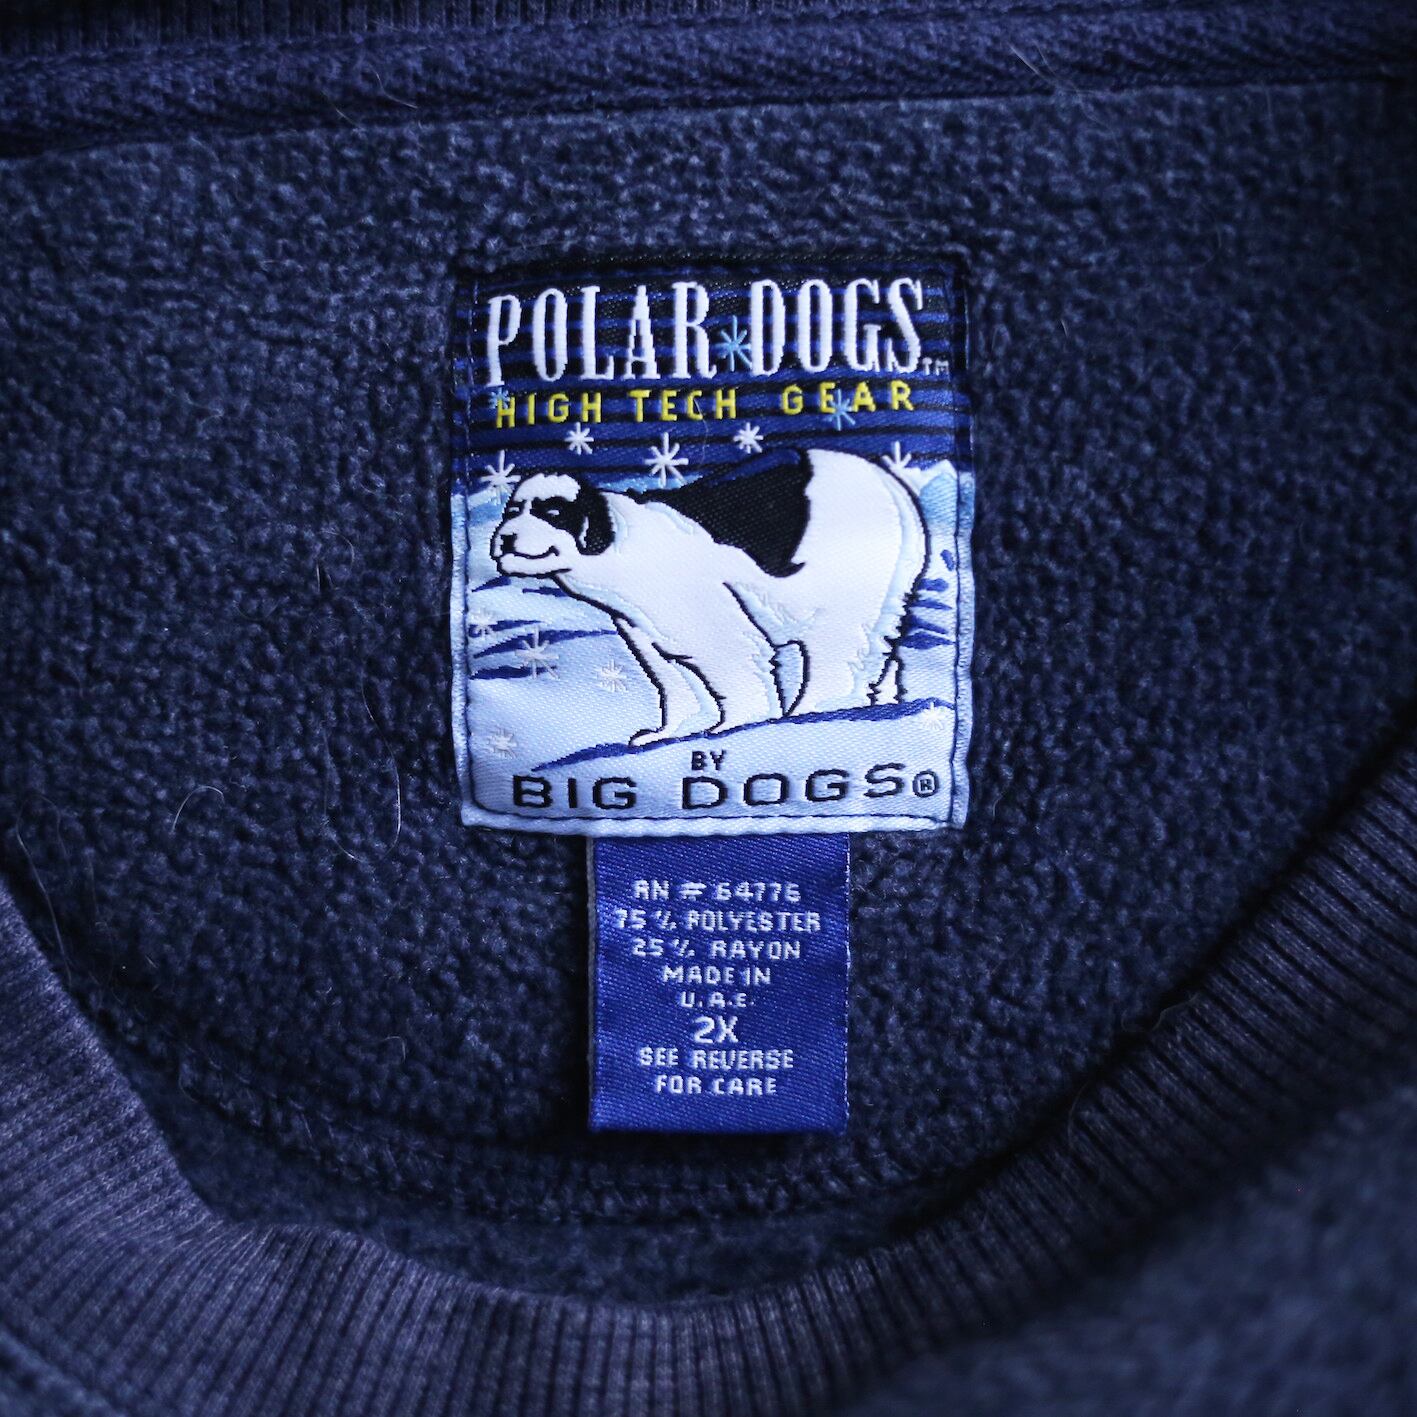 POLAR DOGS™
HIGH TECH GEAR
BY
BIG DOGS®
RN # 64776
75% POLYESTER
25% RAYON
MADE IN
U.A.E.
2X
SEE REVERSE
FOR CARE